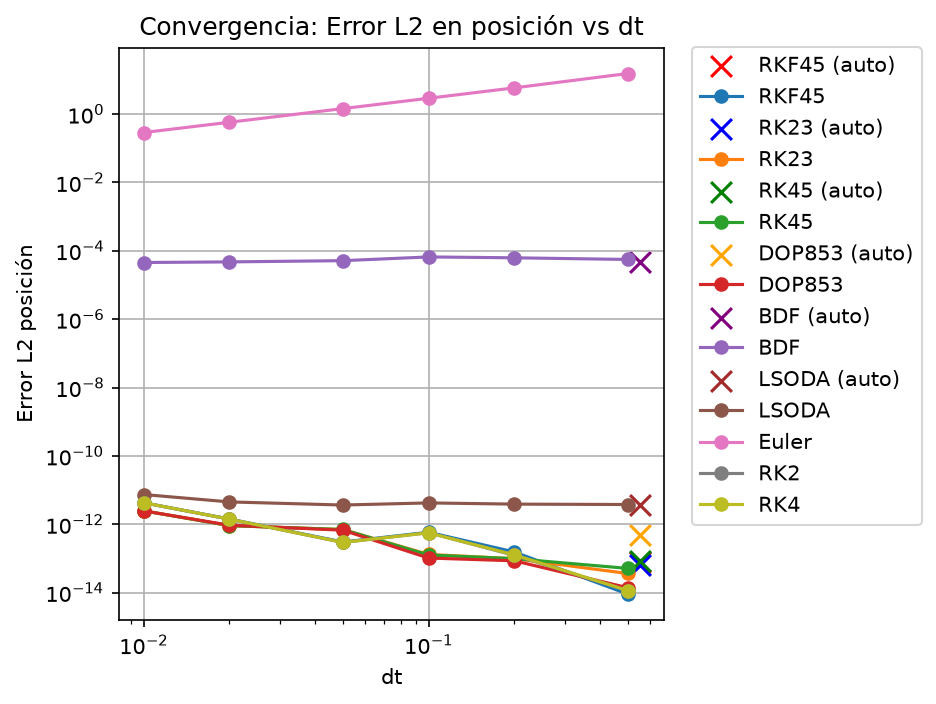 Convergencia: Error L2 en posición vs dt
Error L2 posición
10^0
10^-2
10^-4
10^-6
10^-8
10^-10
10^-12
10^-14
10^-2
10^-1
dt
RKF45 (auto)
RKF45
RK23 (auto)
RK23
RK45 (auto)
RK45
DOP853 (auto)
DOP853
BDF (auto)
BDF
LSODA (auto)
LSODA
Euler
RK2
RK4